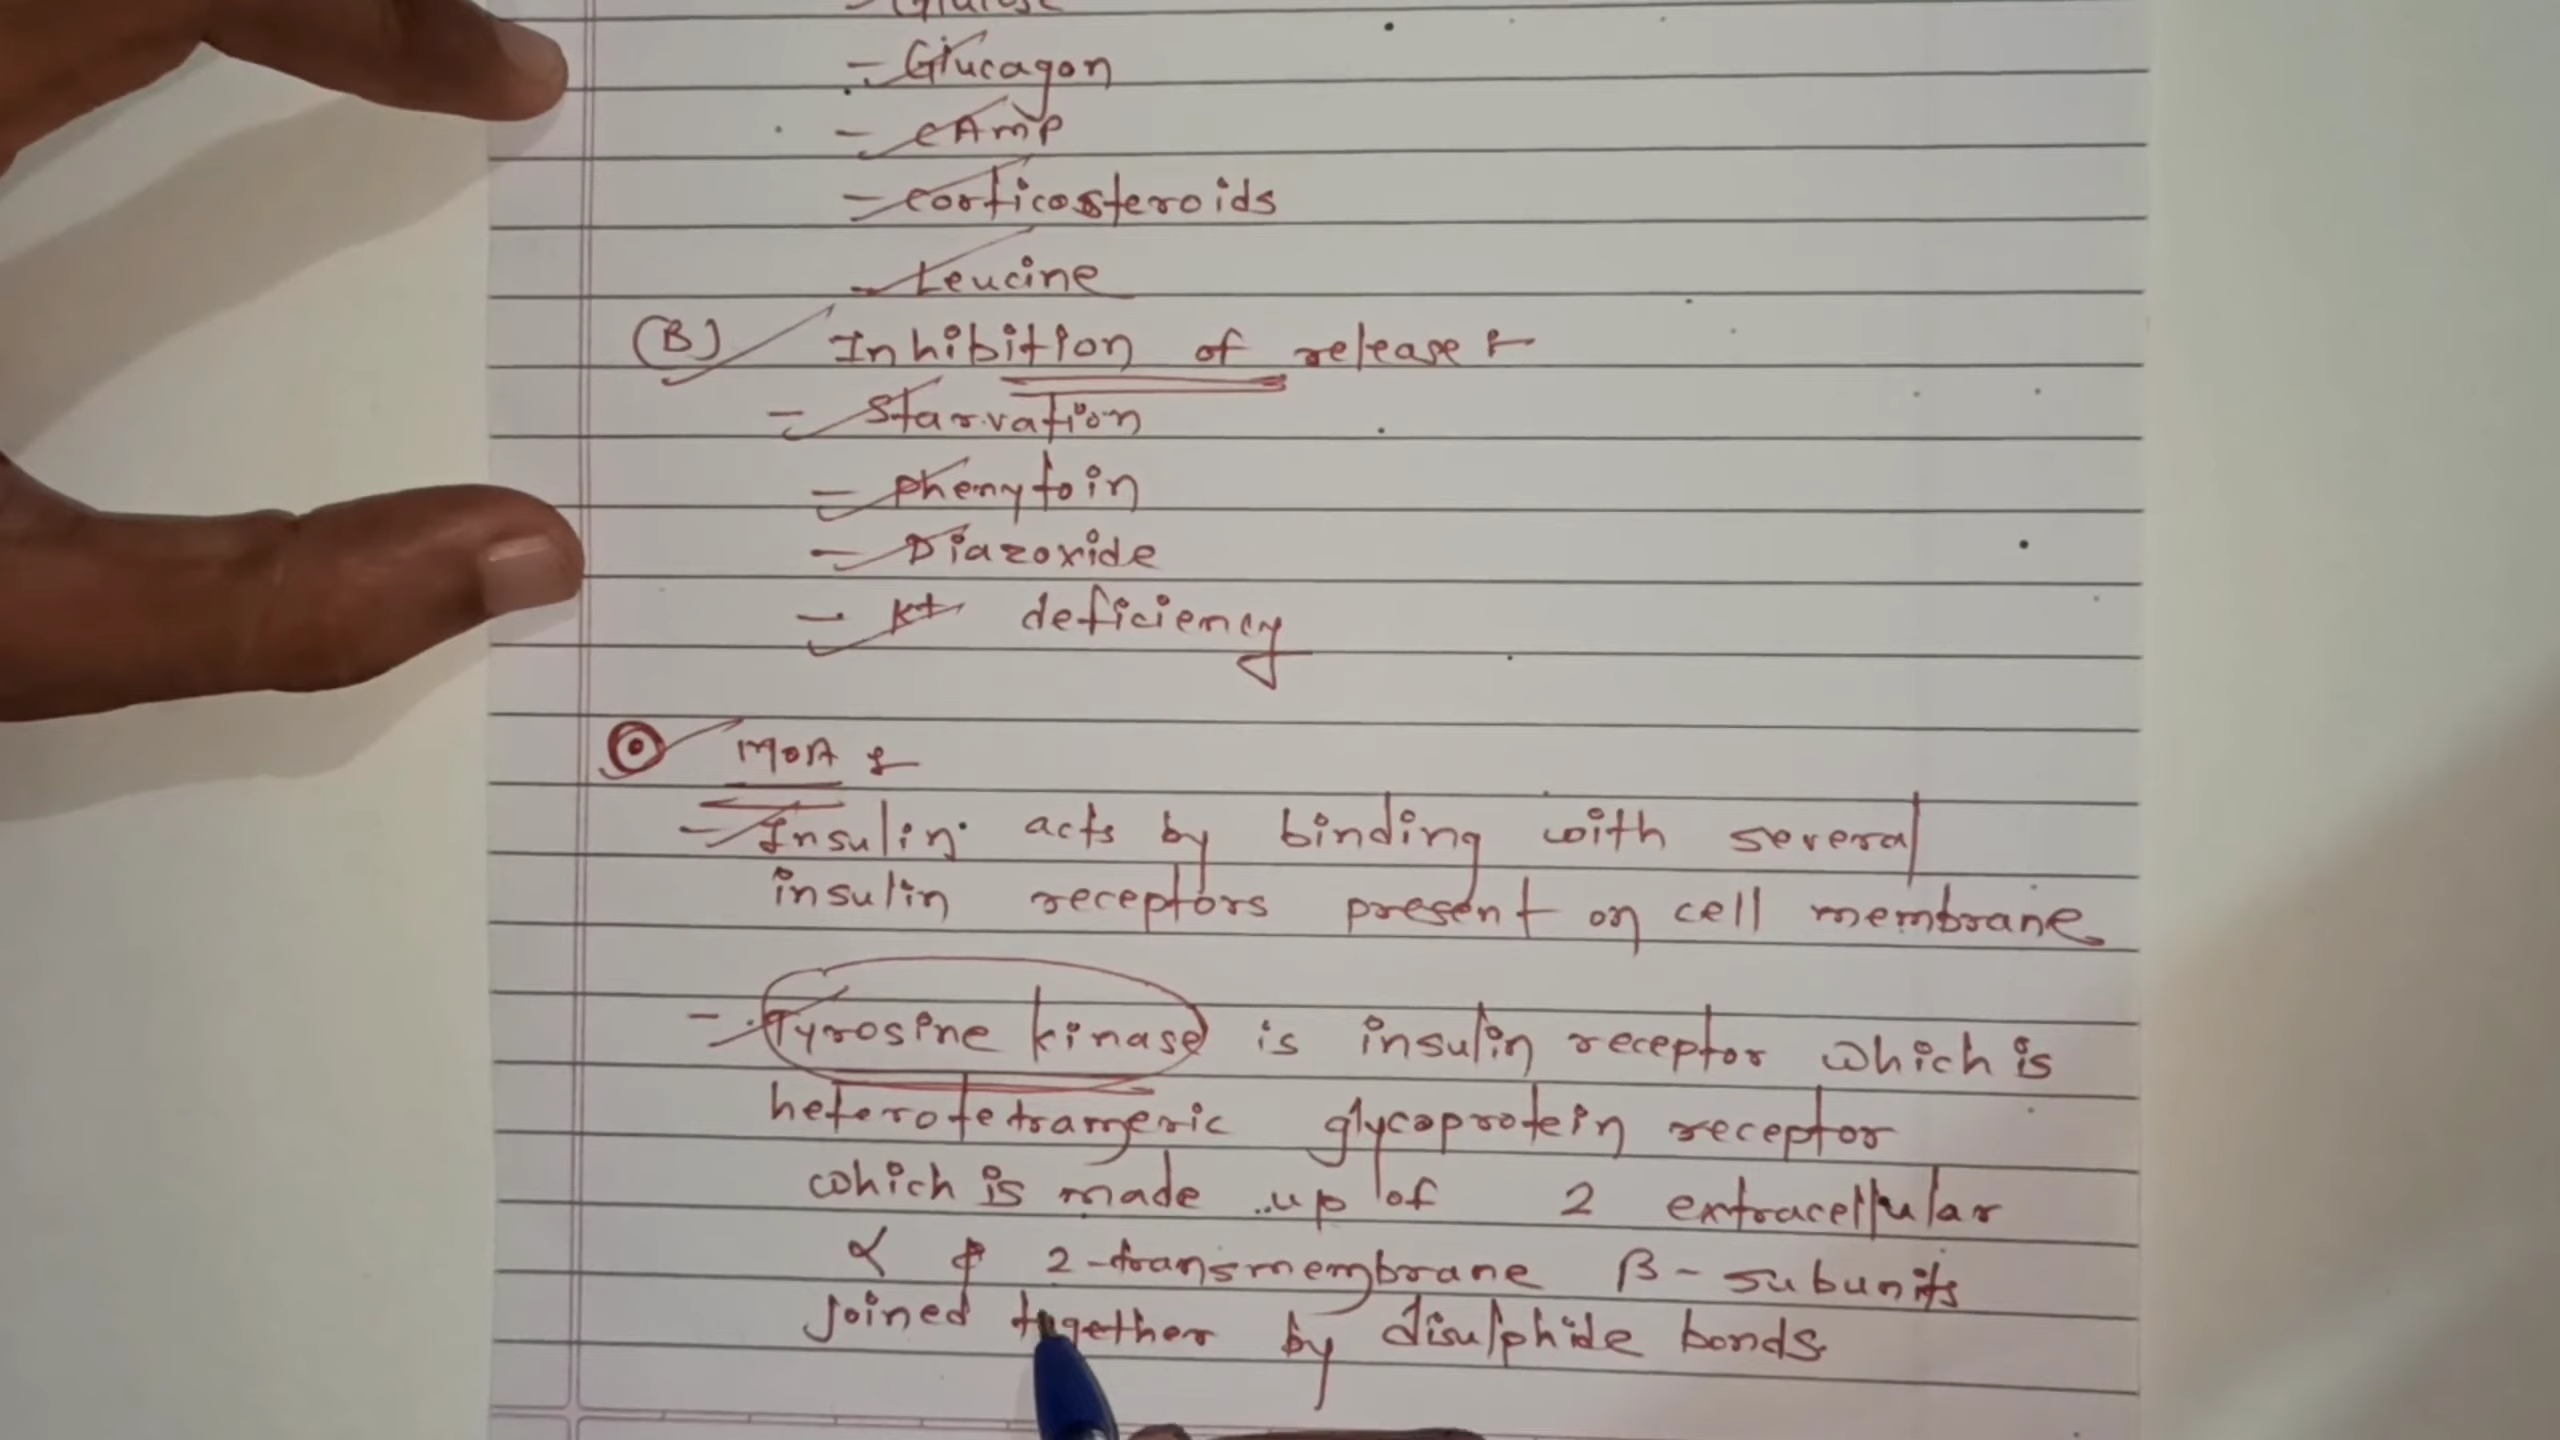 - Glucose
- Glucagon
- cAMP
- corticosteroids
- Leucine
(B) Inhibition of release :-
- Starvation
- phenytoin
- Diazoxide
- K+ deficiency
MOA :-
- Insulin acts by binding with several
insulin receptors present on cell membrane
- Tyrosine kinase is insulin receptor which is
heterotetrameric glycoprotein receptor
which is made up of 2 extracellular
α & 2-transmembrane β-subunits
joined together by disulphide bonds